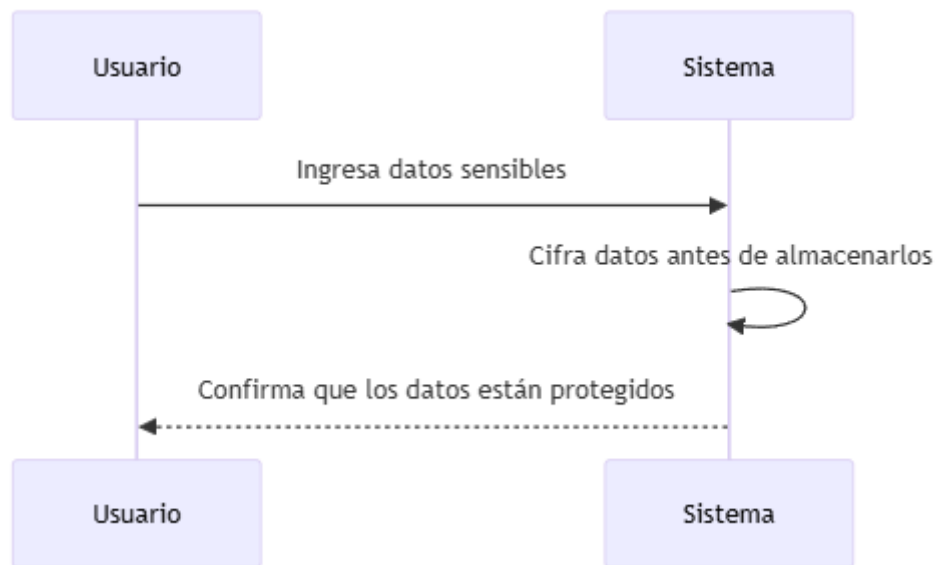 Usuario
Sistema
Ingresa datos sensibles
Cifra datos antes de almacenarlos
Confirma que los datos están protegidos
Usuario
Sistema